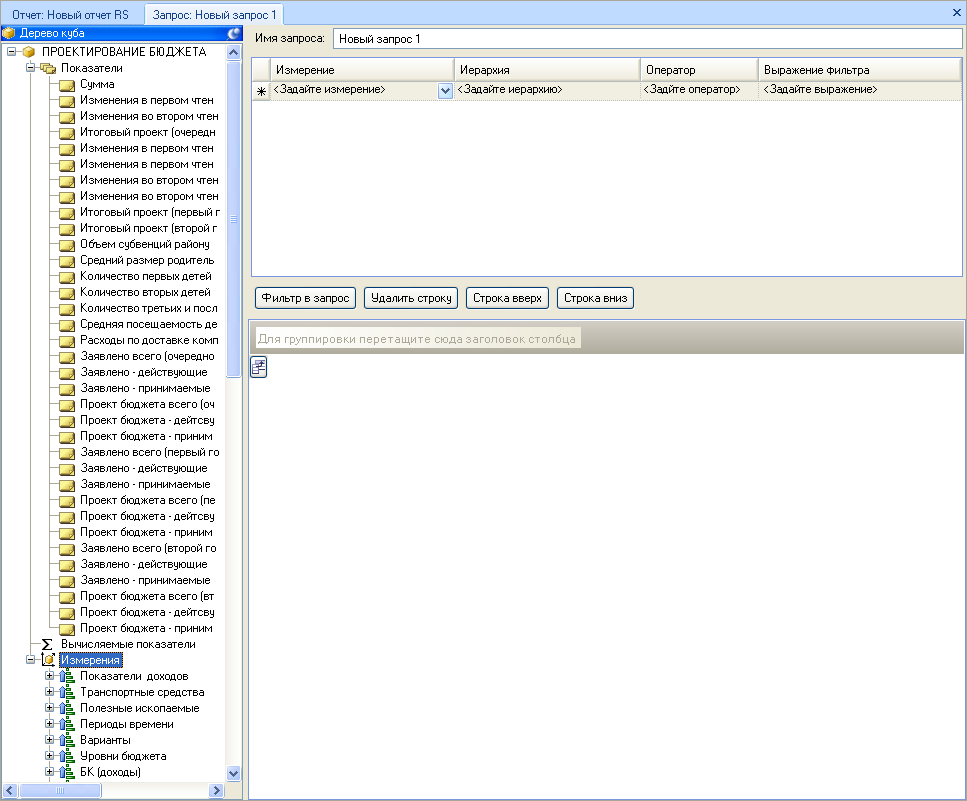 Отчет: Новый отчет RS
Запрос: Новый запрос 1
Дерево куба
ПРОЕКТИРОВАНИЕ БЮДЖЕТА
Показатели
Сумма
Изменения в первом чтен
Изменения во втором чтен
Итоговый проект (очередн
Изменения в первом чтен
Изменения в первом чтен
Изменения во втором чтен
Изменения во втором чтен
Итоговый проект (первый г
Итоговый проект (второй г
Объем субвенций району
Средний размер родитель
Количество первых детей
Количество вторых детей
Количество третьих и посл
Средняя посещаемость де
Расходы по доставке комп
Заявлено всего (очередно
Заявлено - действующие
Заявлено - принимаемые
Проект бюджета всего (оч
Проект бюджета - дейтсву
Проект бюджета - приним
Заявлено всего (первый го
Заявлено - действующие
Заявлено - принимаемые
Проект бюджета всего (пе
Проект бюджета - дейтсву
Проект бюджета - приним
Заявлено всего (второй го
Заявлено - действующие
Заявлено - принимаемые
Проект бюджета всего (вт
Проект бюджета - дейтсву
Проект бюджета - приним
Вычисляемые показатели
Измерения
Показатели доходов
Транспортные средства
Полезные ископаемые
Периоды времени
Варианты
Уровни бюджета
БК (доходы)
Имя запроса: Новый запрос 1
Измерение Иерархия Оператор Выражение Фильтра
<Задайте измерение> <Задайте иерархию> <Задйте оператор> <Задайте выражение>
Фильтр в запрос Удалить строку Строка вверх Строка вниз
Для группировки перетащите сюда заголовок столбца